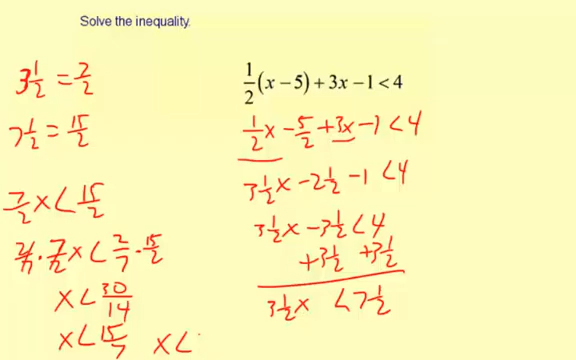 Solve the inequality.
1/2(x − 5) + 3x − 1 < 4
1/2x − 5/2 + 3x − 1 < 4
3 1/2x − 2 1/2 − 1 < 4
3 1/2x − 3 1/2 < 4
+3 1/2 +3 1/2
3 1/2x < 7 1/2
3 1/2 = 7/2
7 1/2 = 15/2
7/2 x < 15/2
2/7 · 7/2 x < 2/7 · 15/2
x < 30/14
x < 15/7 x <